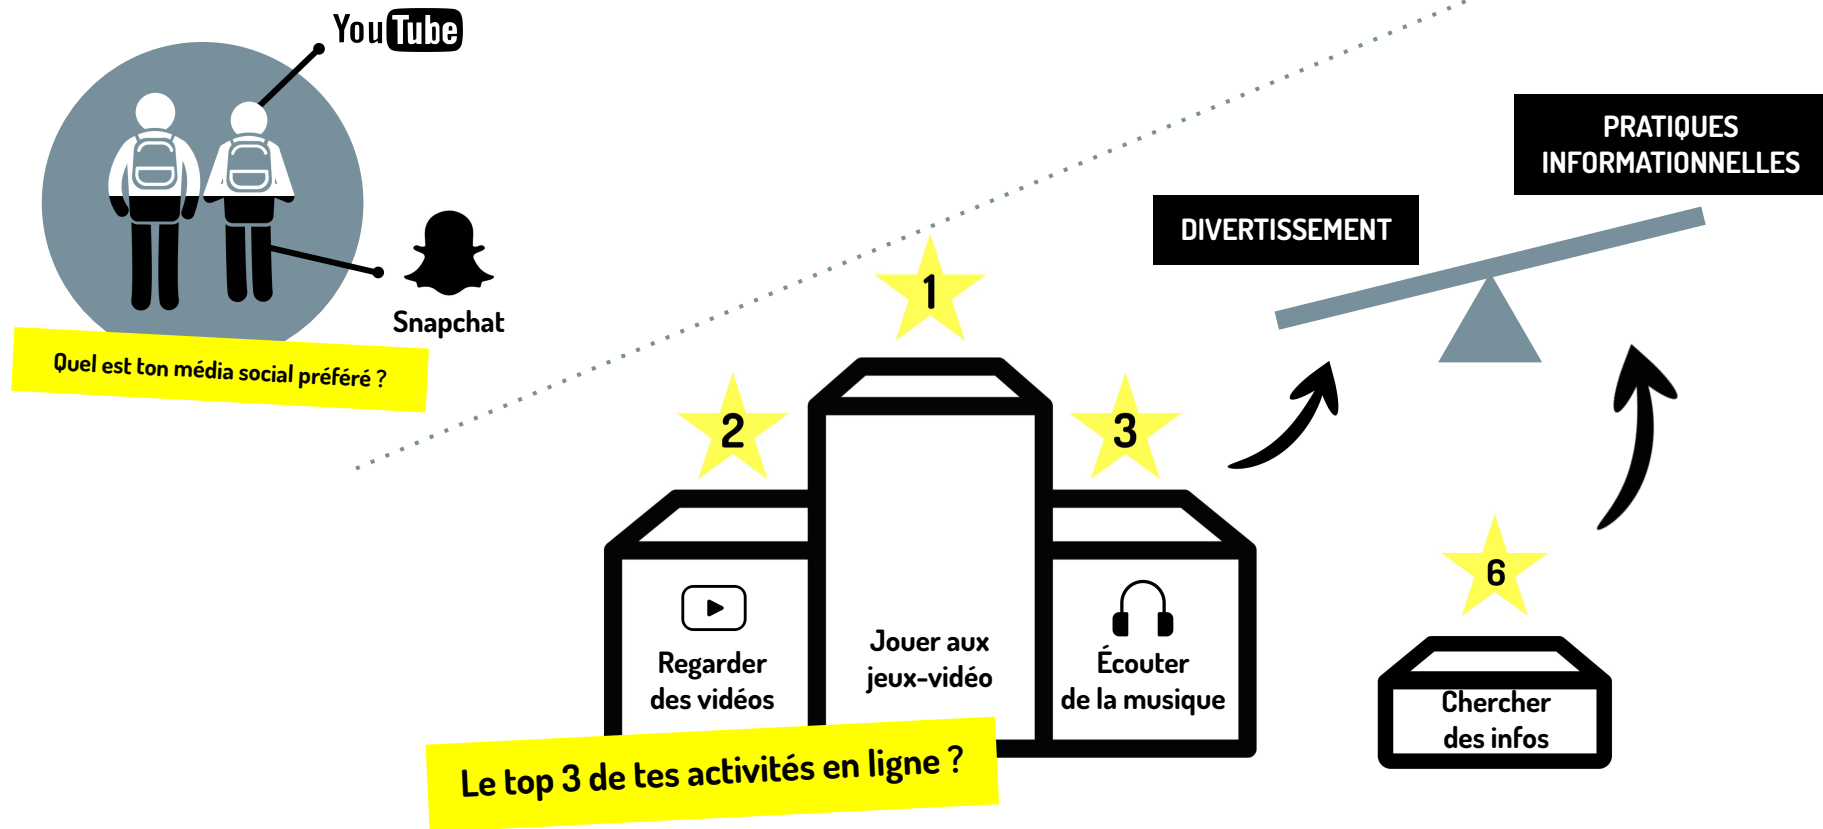 YouTube
Snapchat
Quel est ton média social préféré ?
PRATIQUES
INFORMATIONNELLES
DIVERTISSEMENT
1
2
3
Regarder
des vidéos
Jouer aux
jeux-vidéo
Écouter
de la musique
6
Chercher
des infos
Le top 3 de tes activités en ligne ?